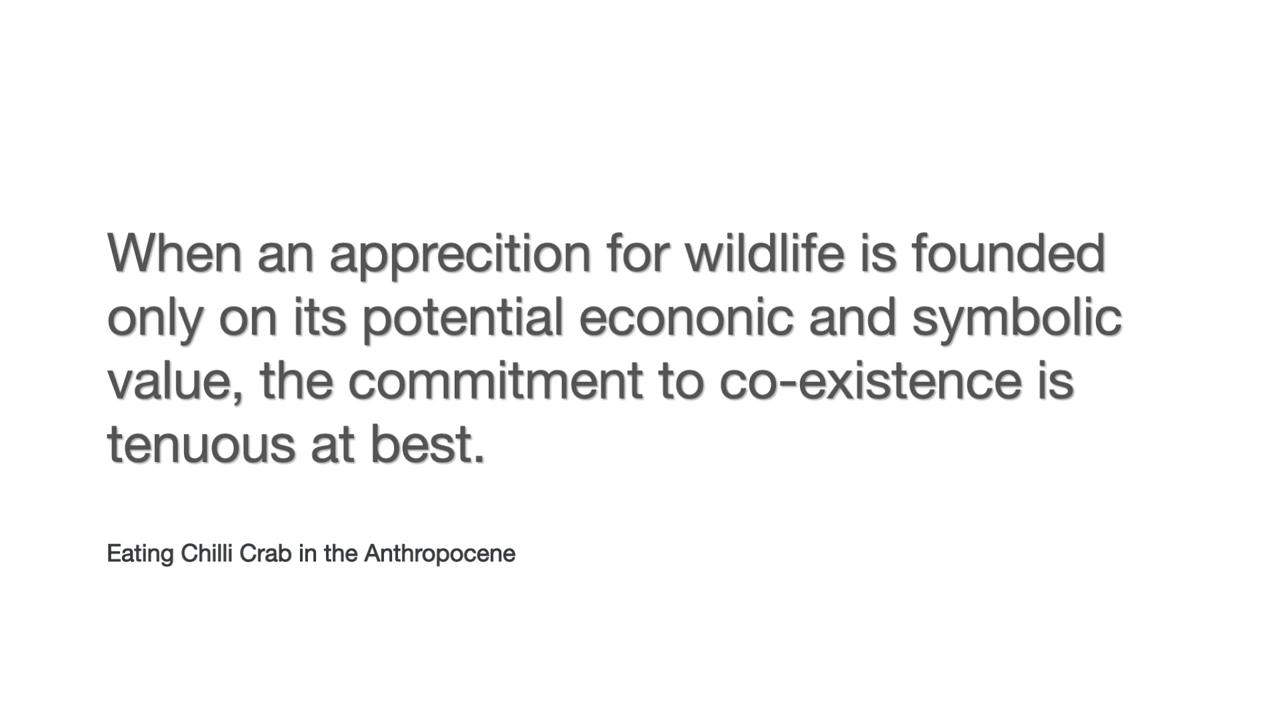 When an apprecition for wildlife is founded
only on its potential econonic and symbolic
value, the commitment to co-existence is
tenuous at best.
Eating Chilli Crab in the Anthropocene